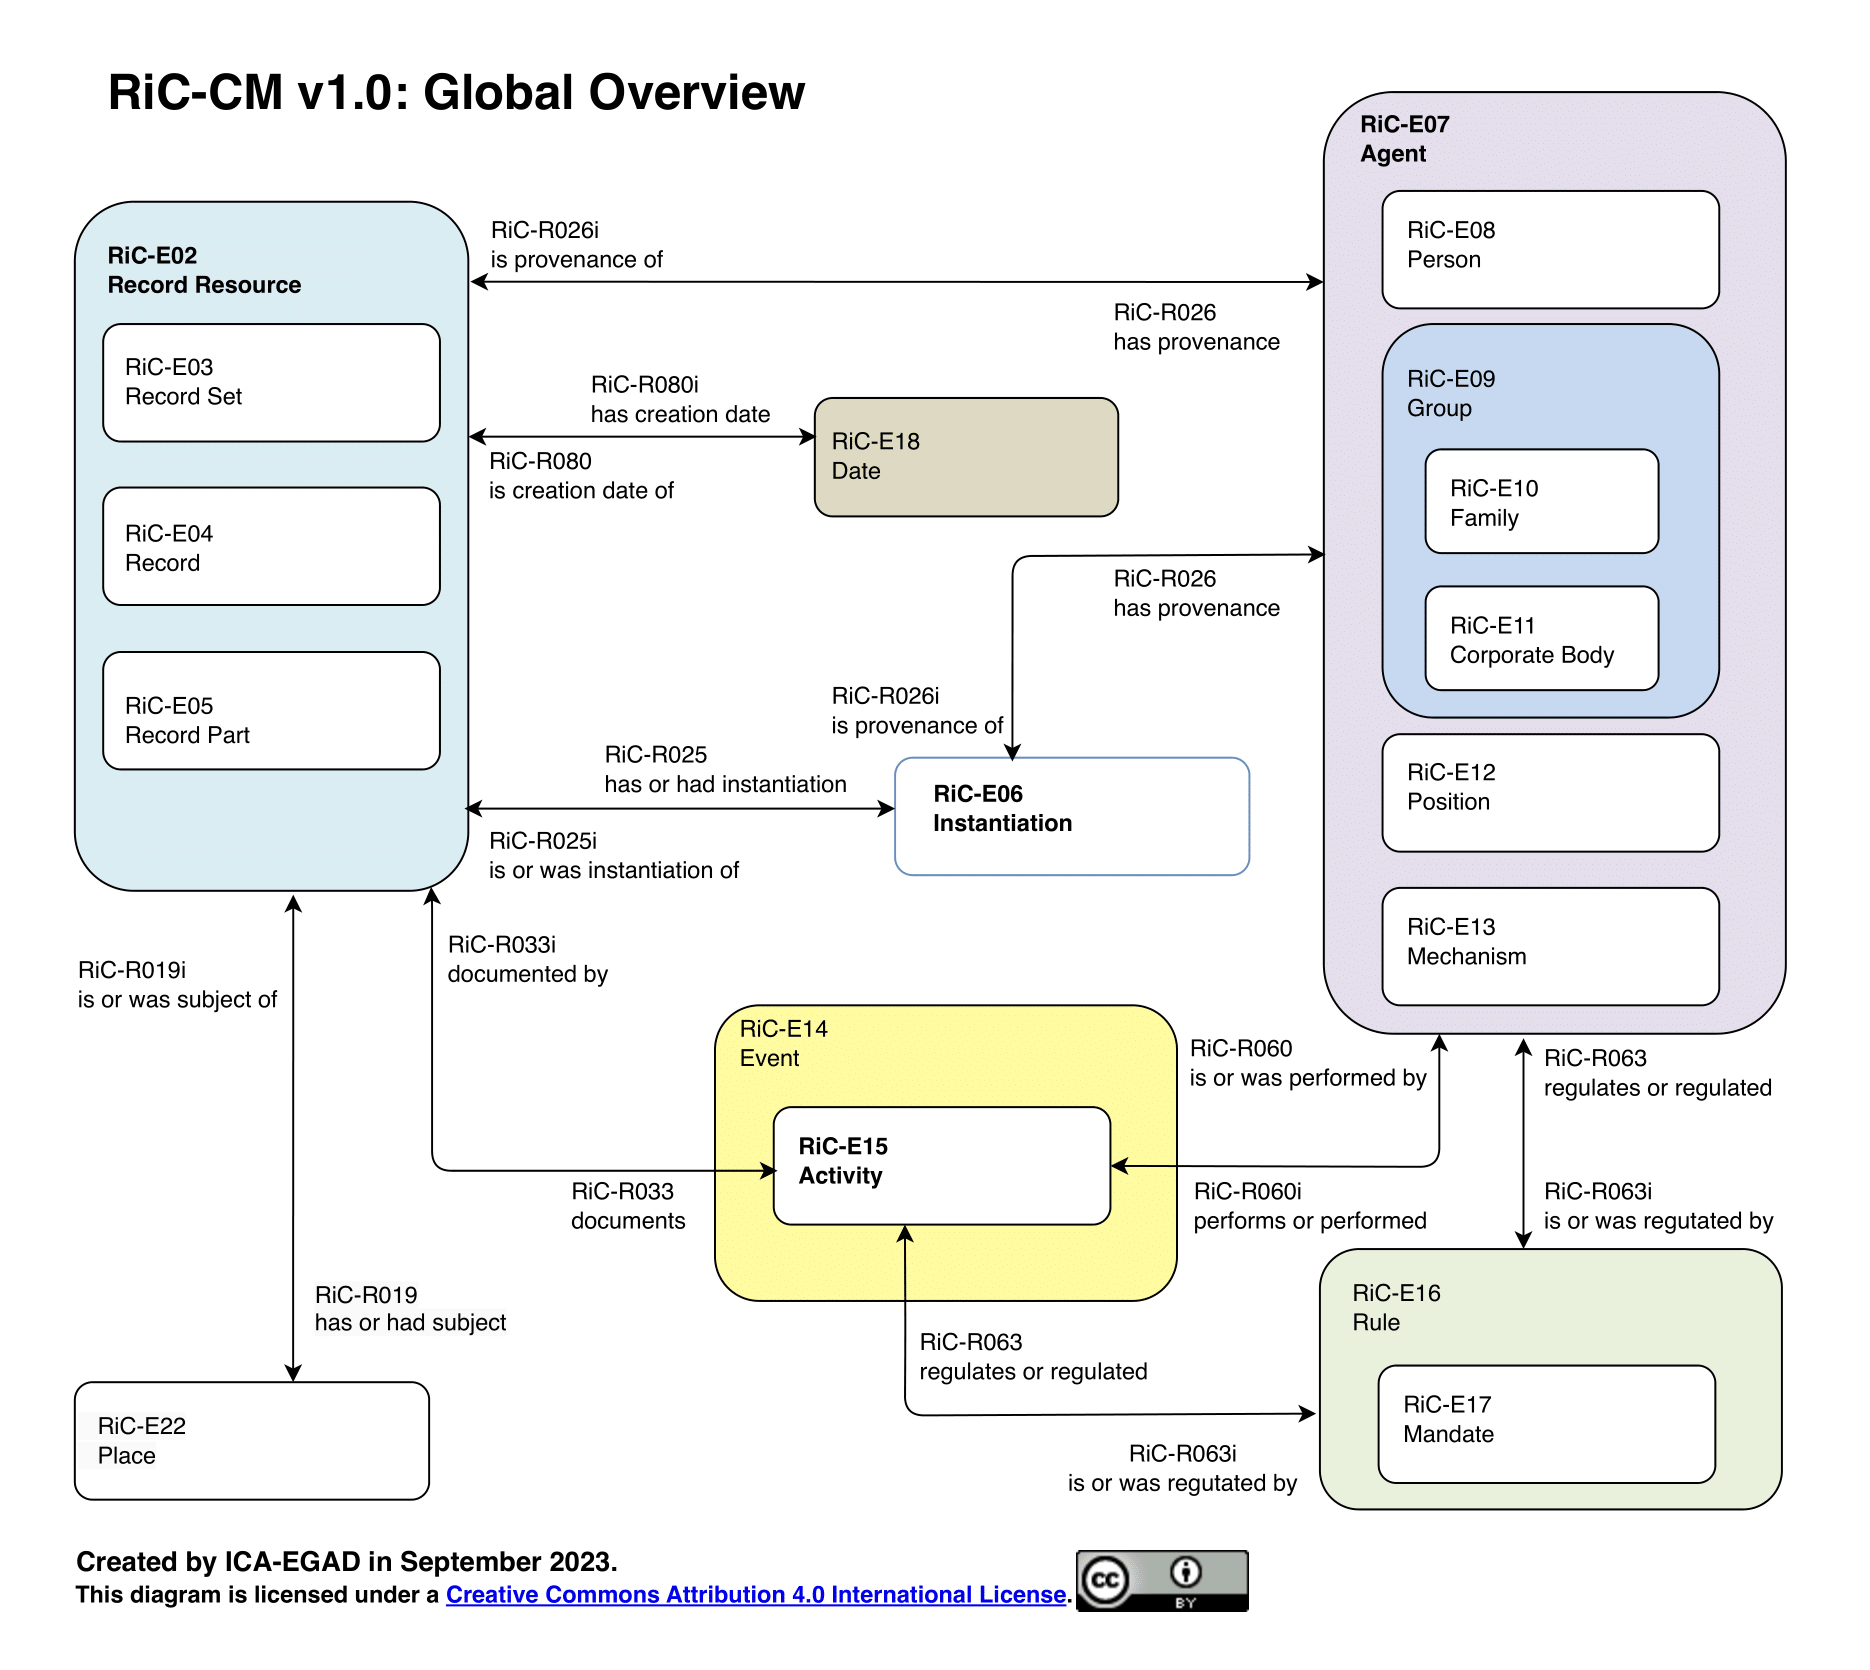 RiC-CM v1.0: Global Overview
RiC-E07
Agent
RiC-E08
Person
RiC-E09
Group
RiC-E10
Family
RiC-E11
Corporate Body
RiC-E12
Position
RiC-E13
Mechanism
RiC-E02
Record Resource
RiC-E03
Record Set
RiC-E04
Record
RiC-E05
Record Part
RiC-R026i
is provenance of
RiC-R026
has provenance
RiC-R080i
has creation date
RiC-R080
is creation date of
RiC-E18
Date
RiC-R026
has provenance
RiC-R026i
is provenance of
RiC-R025
has or had instantiation
RiC-R025i
is or was instantiation of
RiC-E06
Instantiation
RiC-R019i
is or was subject of
RiC-R033i
documented by
RiC-E14
Event
RiC-E15
Activity
RiC-R033
documents
RiC-R060
is or was performed by
RiC-R060i
performs or performed
RiC-R063
regulates or regulated
RiC-R063i
is or was regutated by
RiC-R019
has or had subject
RiC-R063
regulates or regulated
RiC-R063i
is or was regutated by
RiC-E16
Rule
RiC-E17
Mandate
RiC-E22
Place
Created by ICA-EGAD in September 2023.
This diagram is licensed under a Creative Commons Attribution 4.0 International License.
cc
BY